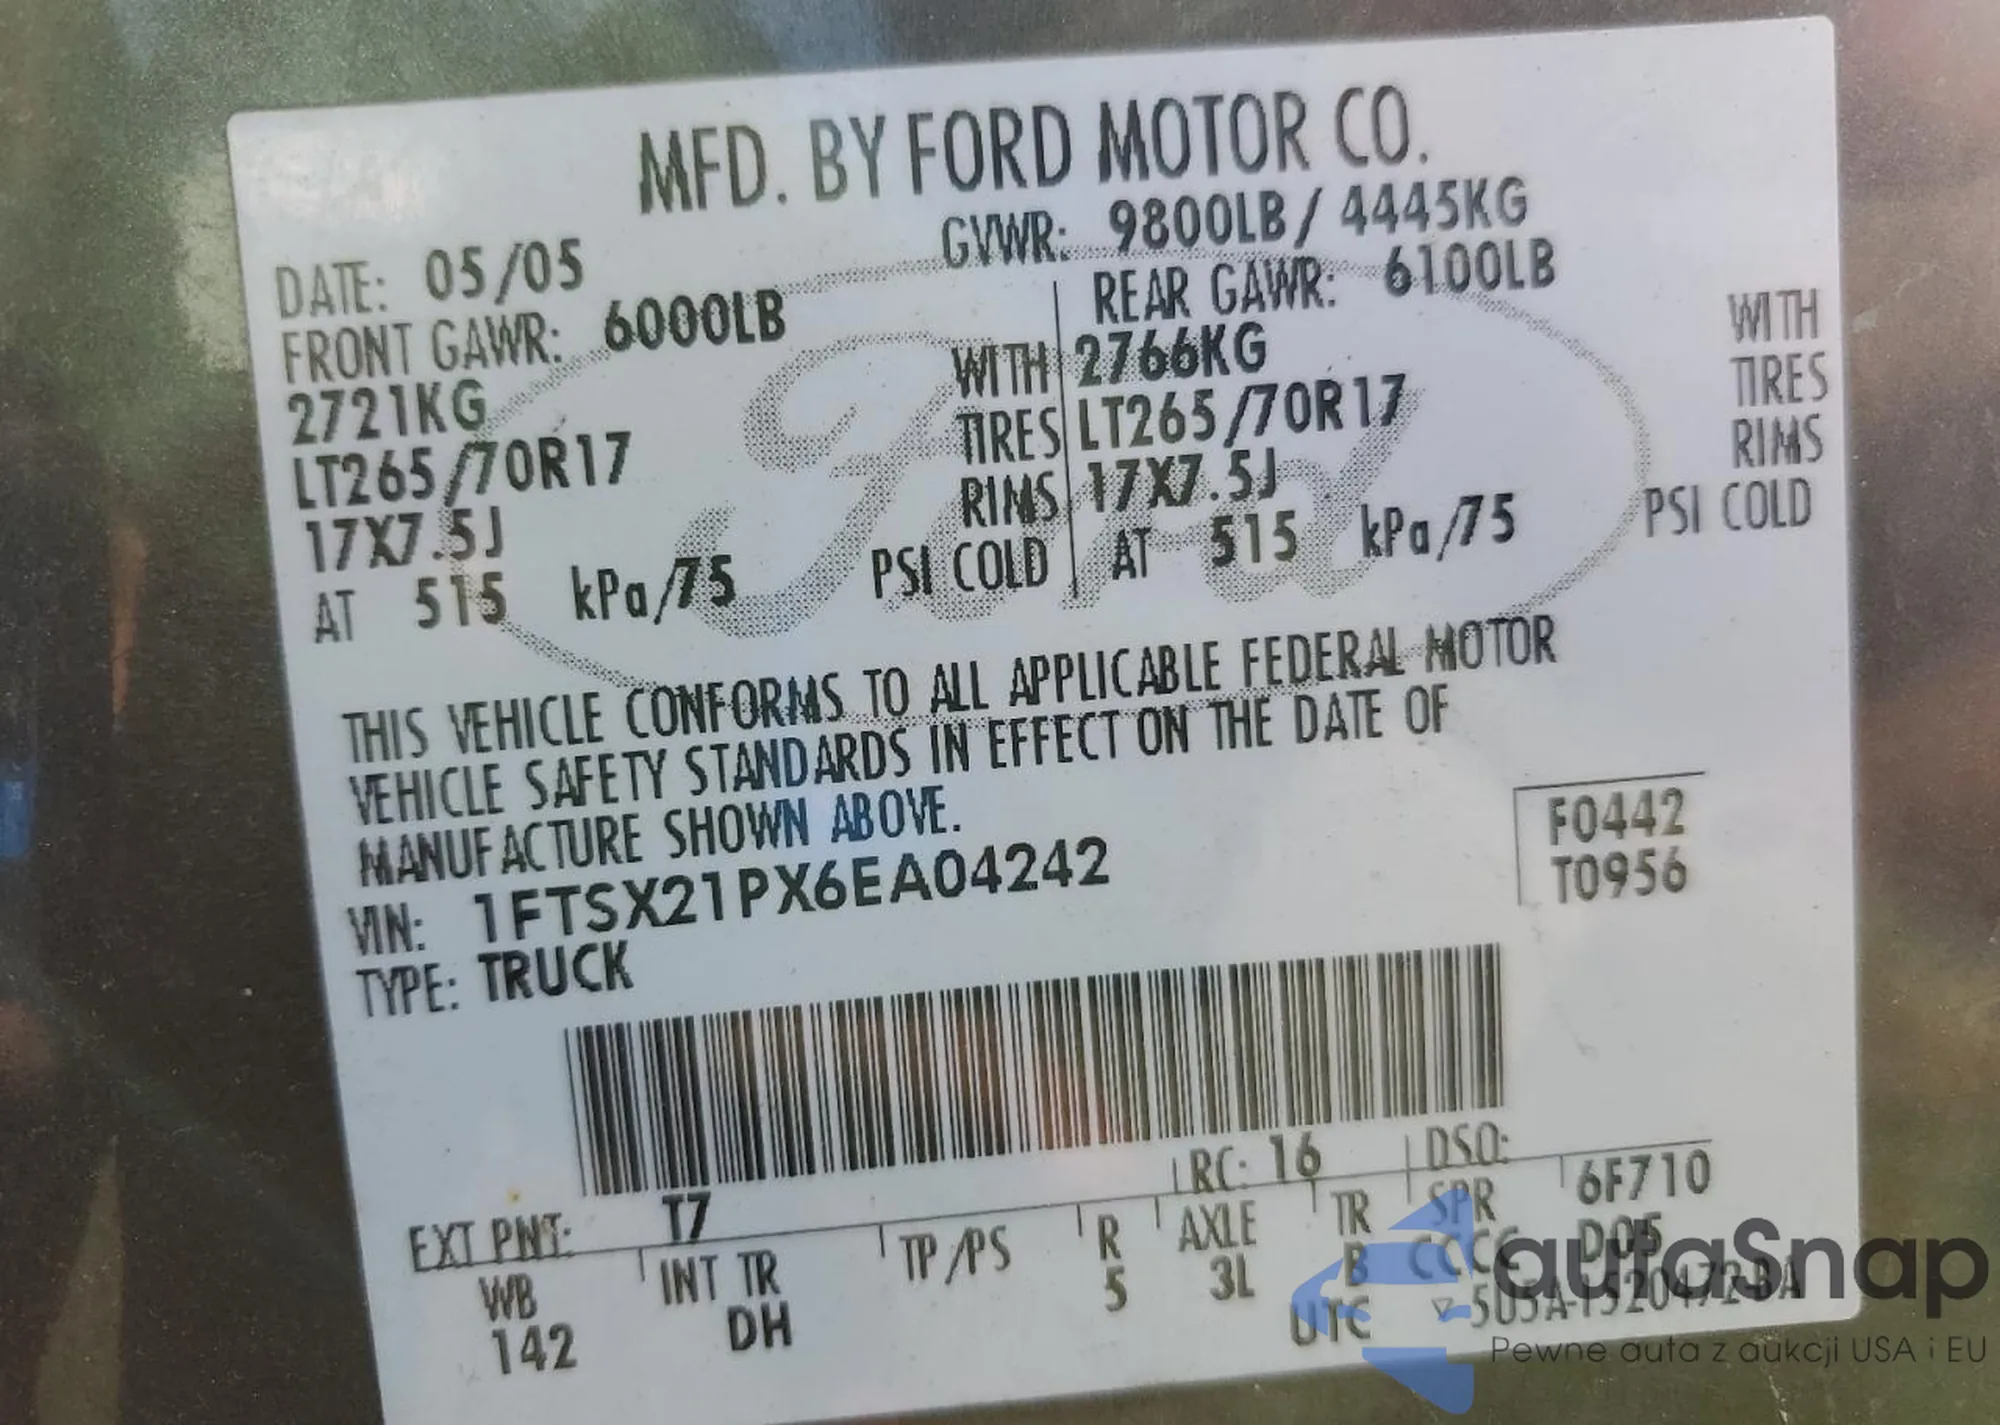 MFD. BY FORD MOTOR CO.
DATE: 05/05
GVWR: 9800LB/ 4445KG
FRONT GAWR: 6000LB
2721KG
WITH
LT265/70R17
TIRES
17X7.5J
RIMS
AT 515 kPa/75 PSI COLD
REAR GAWR: 6100LB
2766KG
WITH
LT265/70R17
TIRES
17X7.5J
RIMS
AT 515 kPa/75 PSI COLD
Ford
THIS VEHICLE CONFORMS TO ALL APPLICABLE FEDERAL MOTOR
VEHICLE SAFETY STANDARDS IN EFFECT ON THE DATE OF
MANUFACTURE SHOWN ABOVE.
VIN: 1FTSX21PX6EA04242
TYPE: TRUCK
F0442
T0956
EXT PNT: T7
RC: 16
DSO:
WB
INT TR
TP/PS
R
AXLE
TR
SPR
6F710
142
DH
5
3L
B
D05
UTC
autoSnap
Pewne auta z aukcji USA i EU